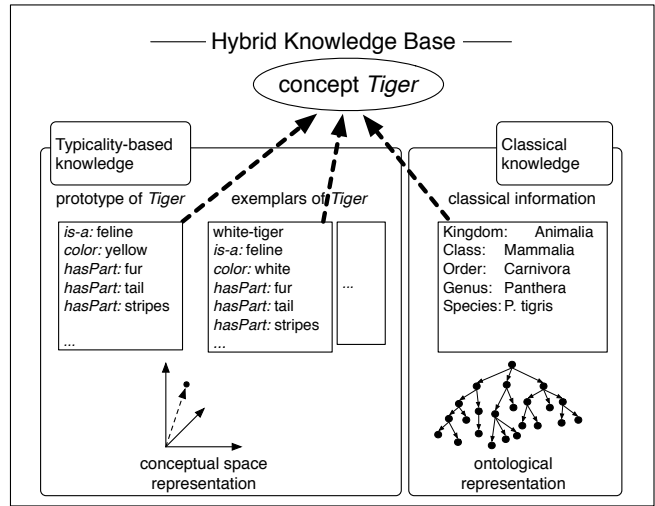 Hybrid Knowledge Base
concept Tiger
Typicality-based
knowledge
prototype of Tiger
is-a: feline
color: yellow
hasPart: fur
hasPart: tail
hasPart: stripes
...
exemplars of Tiger
white-tiger
is-a: feline
color: white
hasPart: fur
hasPart: tail
hasPart: stripes
...
...
conceptual space
representation
Classical
knowledge
classical information
Kingdom: Animalia
Class: Mammalia
Order: Carnivora
Genus: Panthera
Species: P. tigris
ontological
representation